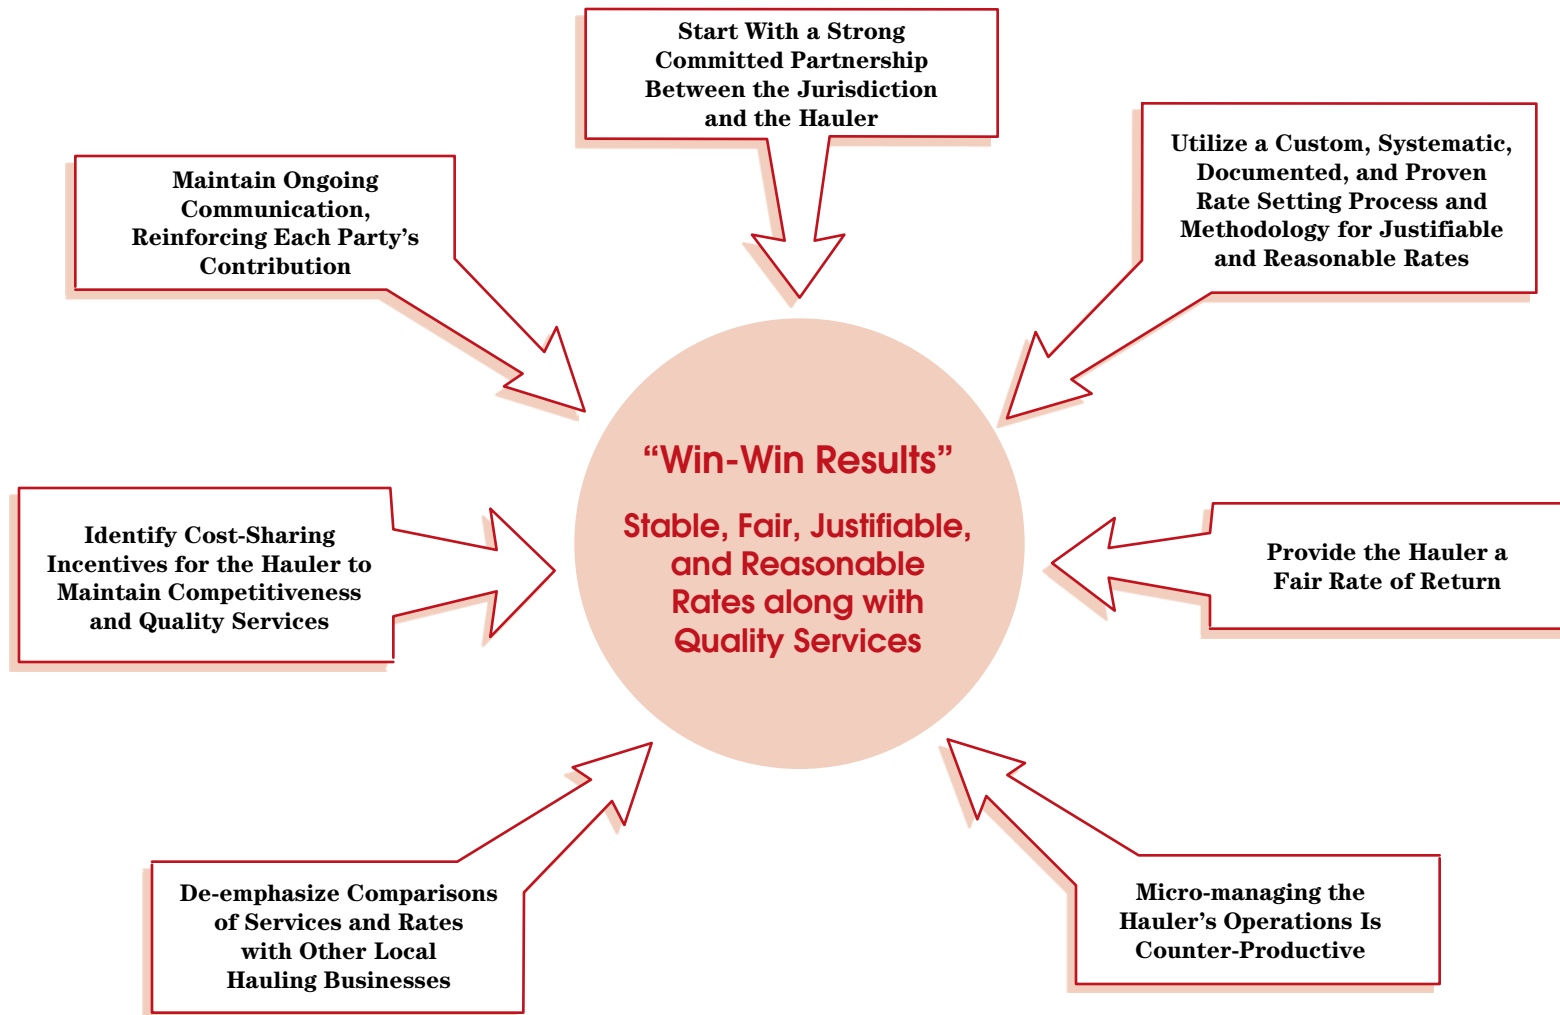 Start With a Strong
Committed Partnership
Between the Jurisdiction
and the Hauler
Utilize a Custom, Systematic,
Documented, and Proven
Rate Setting Process and
Methodology for Justifiable
and Reasonable Rates
Maintain Ongoing
Communication,
Reinforcing Each Party’s
Contribution
“Win-Win Results”
Stable, Fair, Justifiable,
and Reasonable
Rates along with
Quality Services
Identify Cost-Sharing
Incentives for the Hauler to
Maintain Competitiveness
and Quality Services
Provide the Hauler a
Fair Rate of Return
De-emphasize Comparisons
of Services and Rates
with Other Local
Hauling Businesses
Micro-managing the
Hauler’s Operations Is
Counter-Productive